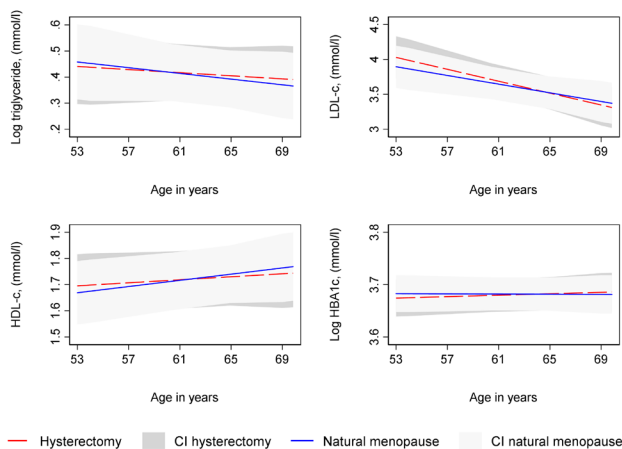 Log triglyceride, (mmol/l)
.2 .3 .4 .5 .6
53 57 61 65 69
Age in years
LDL-c, (mmol/l)
3 3.5 4 4.5
53 57 61 65 69
Age in years
HDL-c, (mmol/l)
1.5 1.6 1.7 1.8 1.9
53 57 61 65 69
Age in years
Log HBA1c, (mmol/l)
3.6 3.7 3.8
53 57 61 65 69
Age in years
Hysterectomy CI hysterectomy Natural menopause CI natural menopause